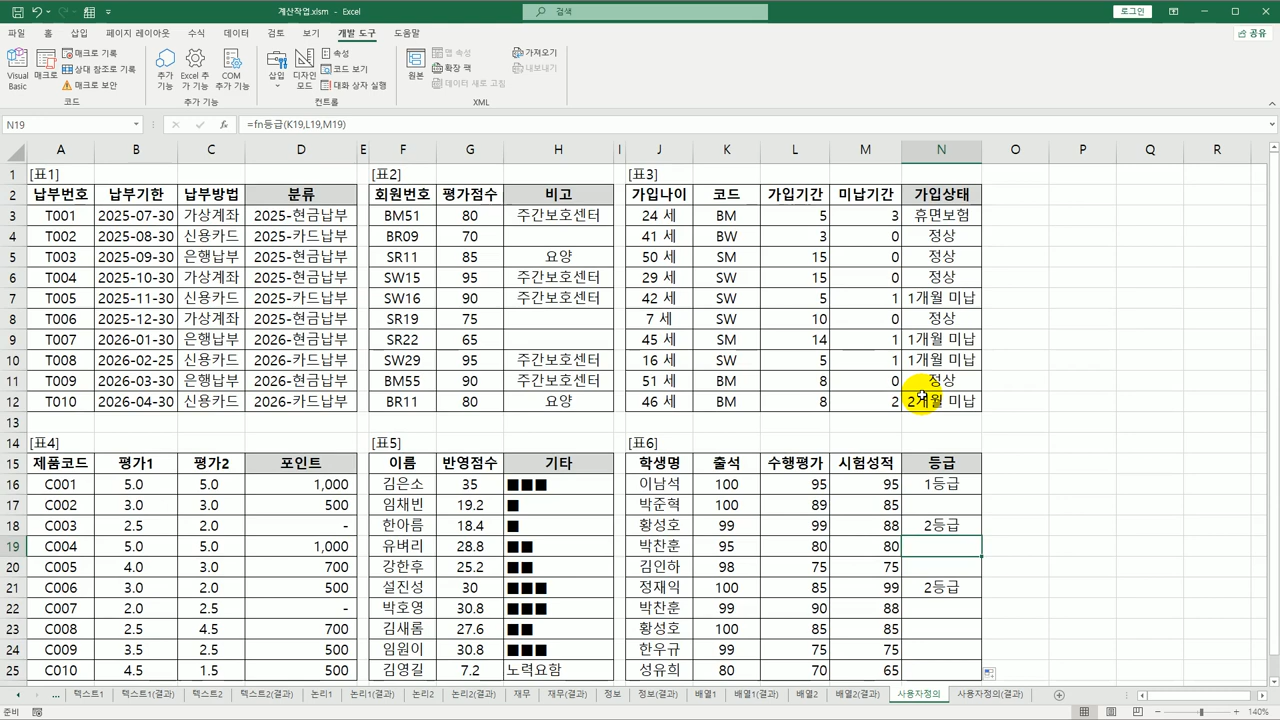 계산작업.xlsm - Excel
검색
로그인
파일 홈 삽입 페이지 레이아웃 수식 데이터 검토 보기 개발 도구 도움말
공유
Visual Basic 매크로 매크로 기록 상대 참조로 기록 매크로 보안
추가 기능 Excel 추가 기능 COM 추가 기능
삽입 디자인 모드 속성 코드 보기 대화 상자 실행
원본 맵 속성 확장 팩 데이터 새로 고침 가져오기 내보내기
코드 추가 기능 컨트롤 XML
N19 fx =fn등급(K19,L19,M19)
A B C D E F G H I J K L M N O P Q R
1 [표1] [표2] [표3]
2 납부번호 납부기한 납부방법 분류 회원번호 평가점수 비고 가입나이 코드 가입기간 미납기간 가입상태
3 T001 2025-07-30 가상계좌 2025-현금납부 BM51 80 주간보호센터 24 세 BM 5 3 휴면보험
4 T002 2025-08-30 신용카드 2025-카드납부 BR09 70 41 세 BW 3 0 정상
5 T003 2025-09-30 은행납부 2025-현금납부 SR11 85 요양 50 세 SM 15 0 정상
6 T004 2025-10-30 가상계좌 2025-현금납부 SW15 95 주간보호센터 29 세 SW 15 0 정상
7 T005 2025-11-30 신용카드 2025-카드납부 SW16 90 주간보호센터 42 세 SW 5 1 1개월 미납
8 T006 2025-12-30 가상계좌 2025-현금납부 SR19 75 7 세 SW 10 0 정상
9 T007 2026-01-30 은행납부 2026-현금납부 SR22 65 45 세 SM 14 1 1개월 미납
10 T008 2026-02-25 신용카드 2026-카드납부 SW29 95 주간보호센터 16 세 SW 5 1 1개월 미납
11 T009 2026-03-30 은행납부 2026-현금납부 BM55 90 주간보호센터 51 세 BM 8 0 정상
12 T010 2026-04-30 신용카드 2026-카드납부 BR11 80 요양 46 세 BM 8 2 2개월 미납
13
14 [표4] [표5] [표6]
15 제품코드 평가1 평가2 포인트 이름 반영점수 기타 학생명 출석 수행평가 시험성적 등급
16 C001 5.0 5.0 1,000 김은소 35 ■■■ 이남석 100 95 95 1등급
17 C002 3.0 3.0 500 임채빈 19.2 ■ 박준혁 100 89 85
18 C003 2.5 2.0 - 한아름 18.4 ■ 황성호 99 99 88 2등급
19 C004 5.0 5.0 1,000 유벼리 28.8 ■■ 박찬훈 95 80 80
20 C005 4.0 3.0 700 강한후 25.2 ■■ 김인하 98 75 75
21 C006 3.0 2.0 500 설진성 30 ■■■ 정재익 100 85 99 2등급
22 C007 2.0 2.5 - 박호영 30.8 ■■■ 박찬훈 99 90 88
23 C008 2.5 4.5 700 김새롬 27.6 ■■ 황성호 100 85 85
24 C009 3.5 2.5 500 임원이 30.8 ■■■ 한우규 99 75 75
25 C010 4.5 1.5 500 김영길 7.2 노력요함 성유희 80 70 65
... 텍스트1 텍스트1(결과) 텍스트2 텍스트2(결과) 논리1 논리1(결과) 논리2 논리2(결과) 재무 재무(결과) 정보 정보(결과) 배열1 배열1(결과) 배열2 배열2(결과) 사용자정의 사용자정의(결과)
준비 140%